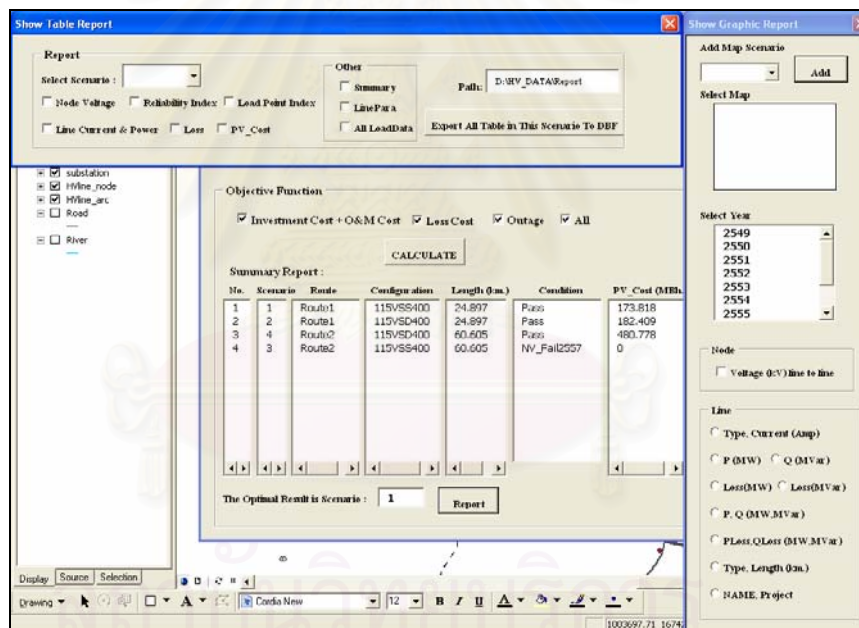 Show Table Report
Report
Select Scenario :
Node Voltage Reliability Index Load Point Index
Line Current & Power Loss PV_Cost
Other
Summary
LinePara
All LoadData
Path: D:\HV_DATA\Report
Export All Table in This Scenario To DBF
substation
HVline_node
HVline_arc
Road
River
Objective Function
Investment Cost + O&M Cost Loss Cost Outage All
CALCULATE
Summary Report :
No. Scenario Route Configuration Length (km.) Condition PV_Cost (MBh.
1 1 Route1 115VSS400 24.897 Pass 173.818
2 2 Route1 115VSD400 24.897 Pass 182.409
3 4 Route2 115VSD400 60.605 Pass 480.778
4 3 Route2 115VSS400 60.605 NV_Fail2557 0
The Optimal Result is Scenario : 1 Report
Display Source Selection
Drawing A Cordia New 12 B I U A
1003697.71 1674
Show Graphic Report
Add Map Scenario
Add
Select Map
Select Year
2549
2550
2551
2552
2553
2554
2555
Node
Voltage (kV) line to line
Line
Type, Current (Amp)
P (MW) Q (MVar)
Loss(MW) Loss(MVar)
P, Q (MW,MVar)
PLoss,QLoss (MW,MVar)
Type, Length (km.)
NAME, Project